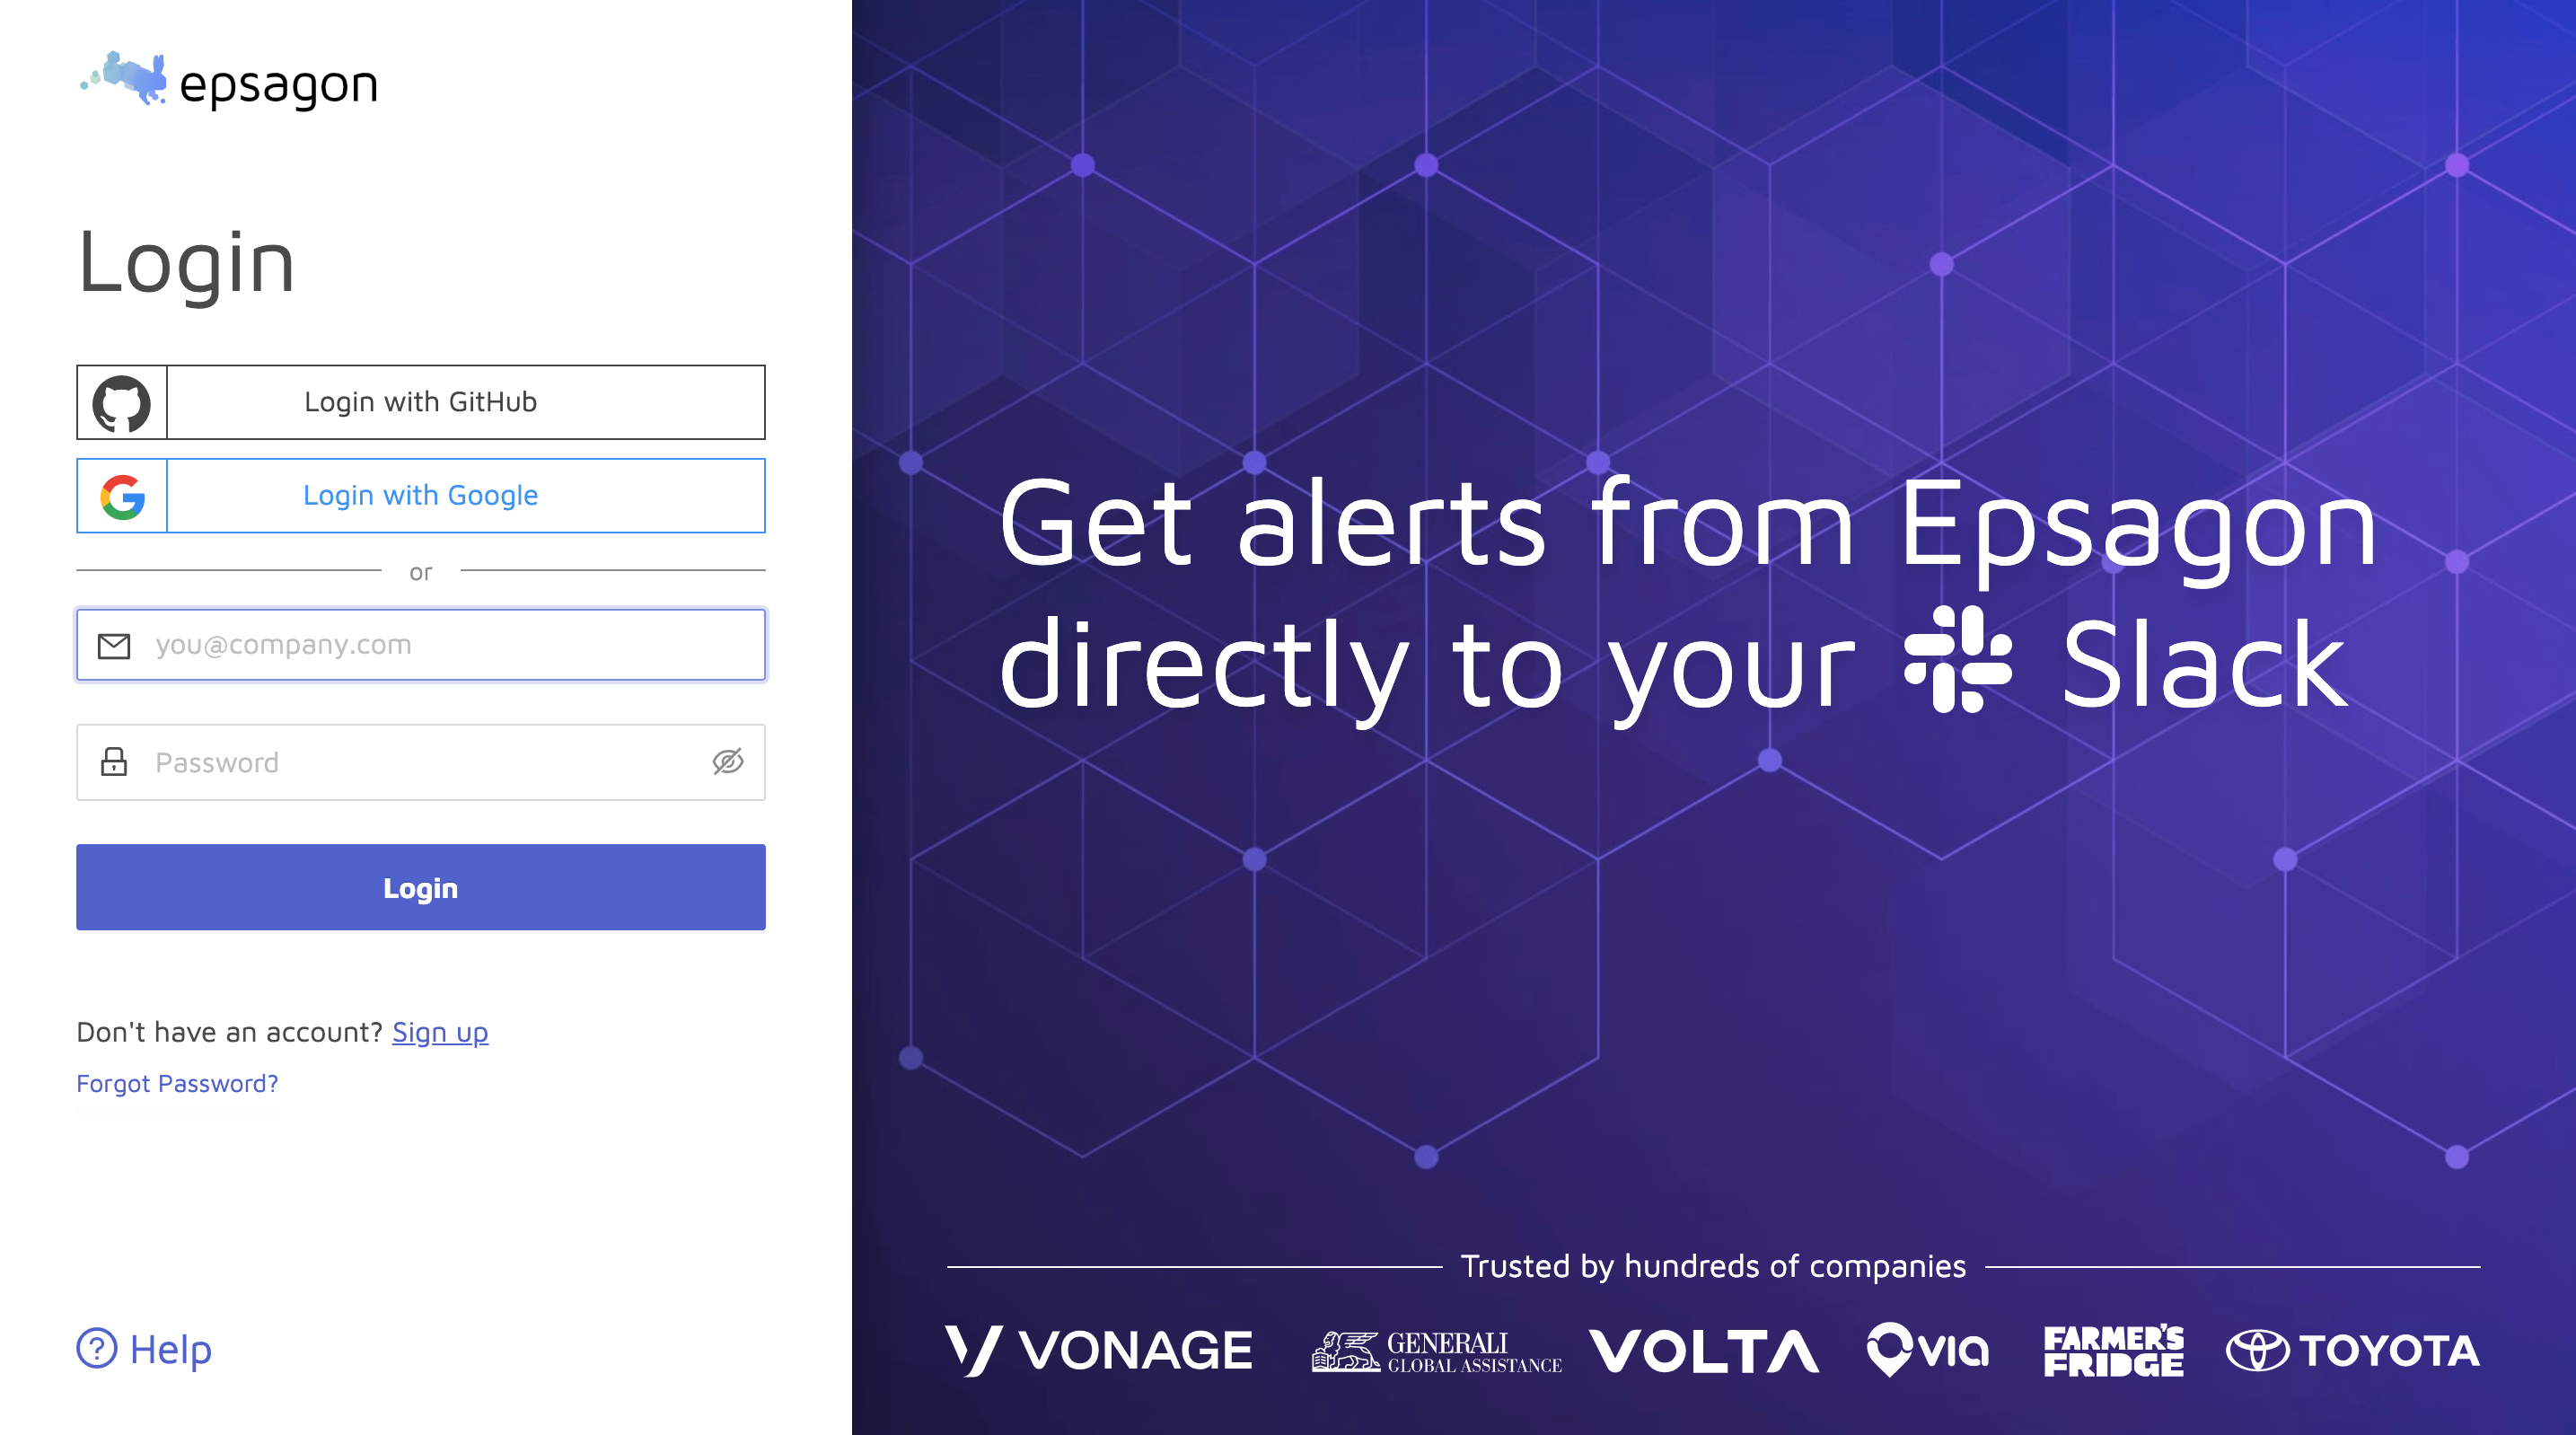 epsagon
Login
Login with GitHub
Login with Google
or
you@company.com
Password
Login
Don't have an account? Sign up
Forgot Password?
Help
Get alerts from Epsagon
directly to your Slack
Trusted by hundreds of companies
VONAGE
GENERALI
GLOBAL ASSISTANCE
VOLTA
via
FARMER'S
FRIDGE
TOYOTA